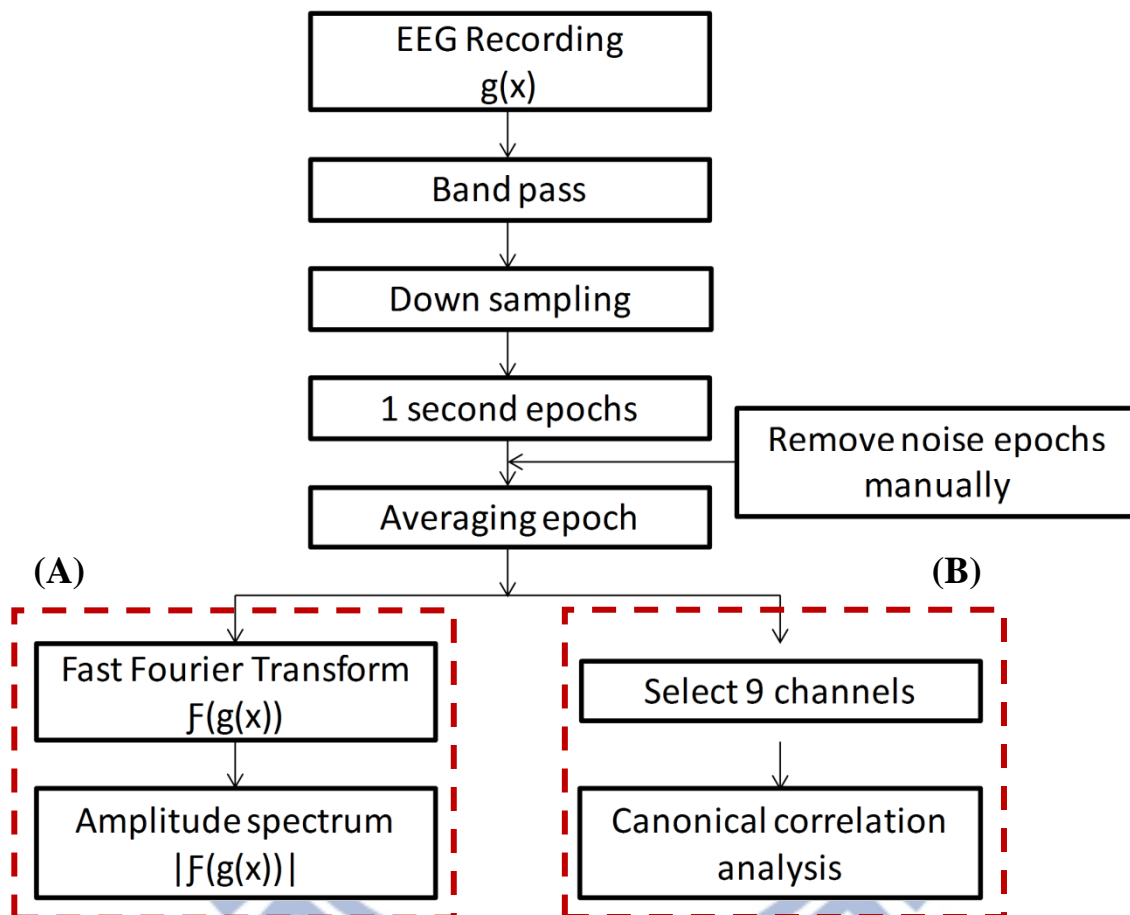 EEG Recording
g(x)
Band pass
Down sampling
1 second epochs
Remove noise epochs
manually
Averaging epoch
(A)
(B)
Fast Fourier Transform
Ƒ(g(x))
Amplitude spectrum
|Ƒ(g(x))|
Select 9 channels
Canonical correlation
analysis